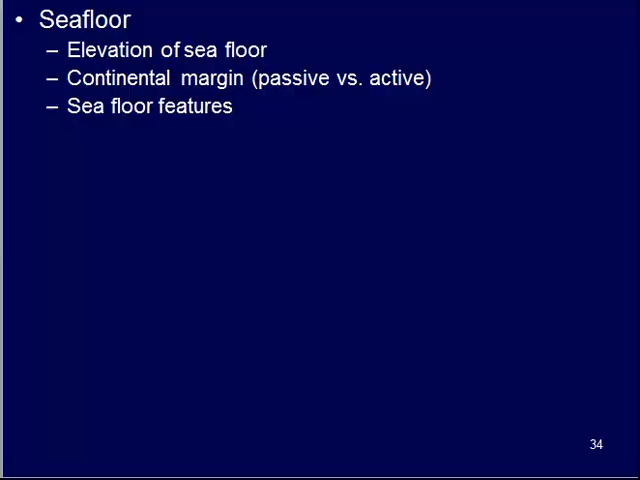 • Seafloor
– Elevation of sea floor
– Continental margin (passive vs. active)
– Sea floor features
34